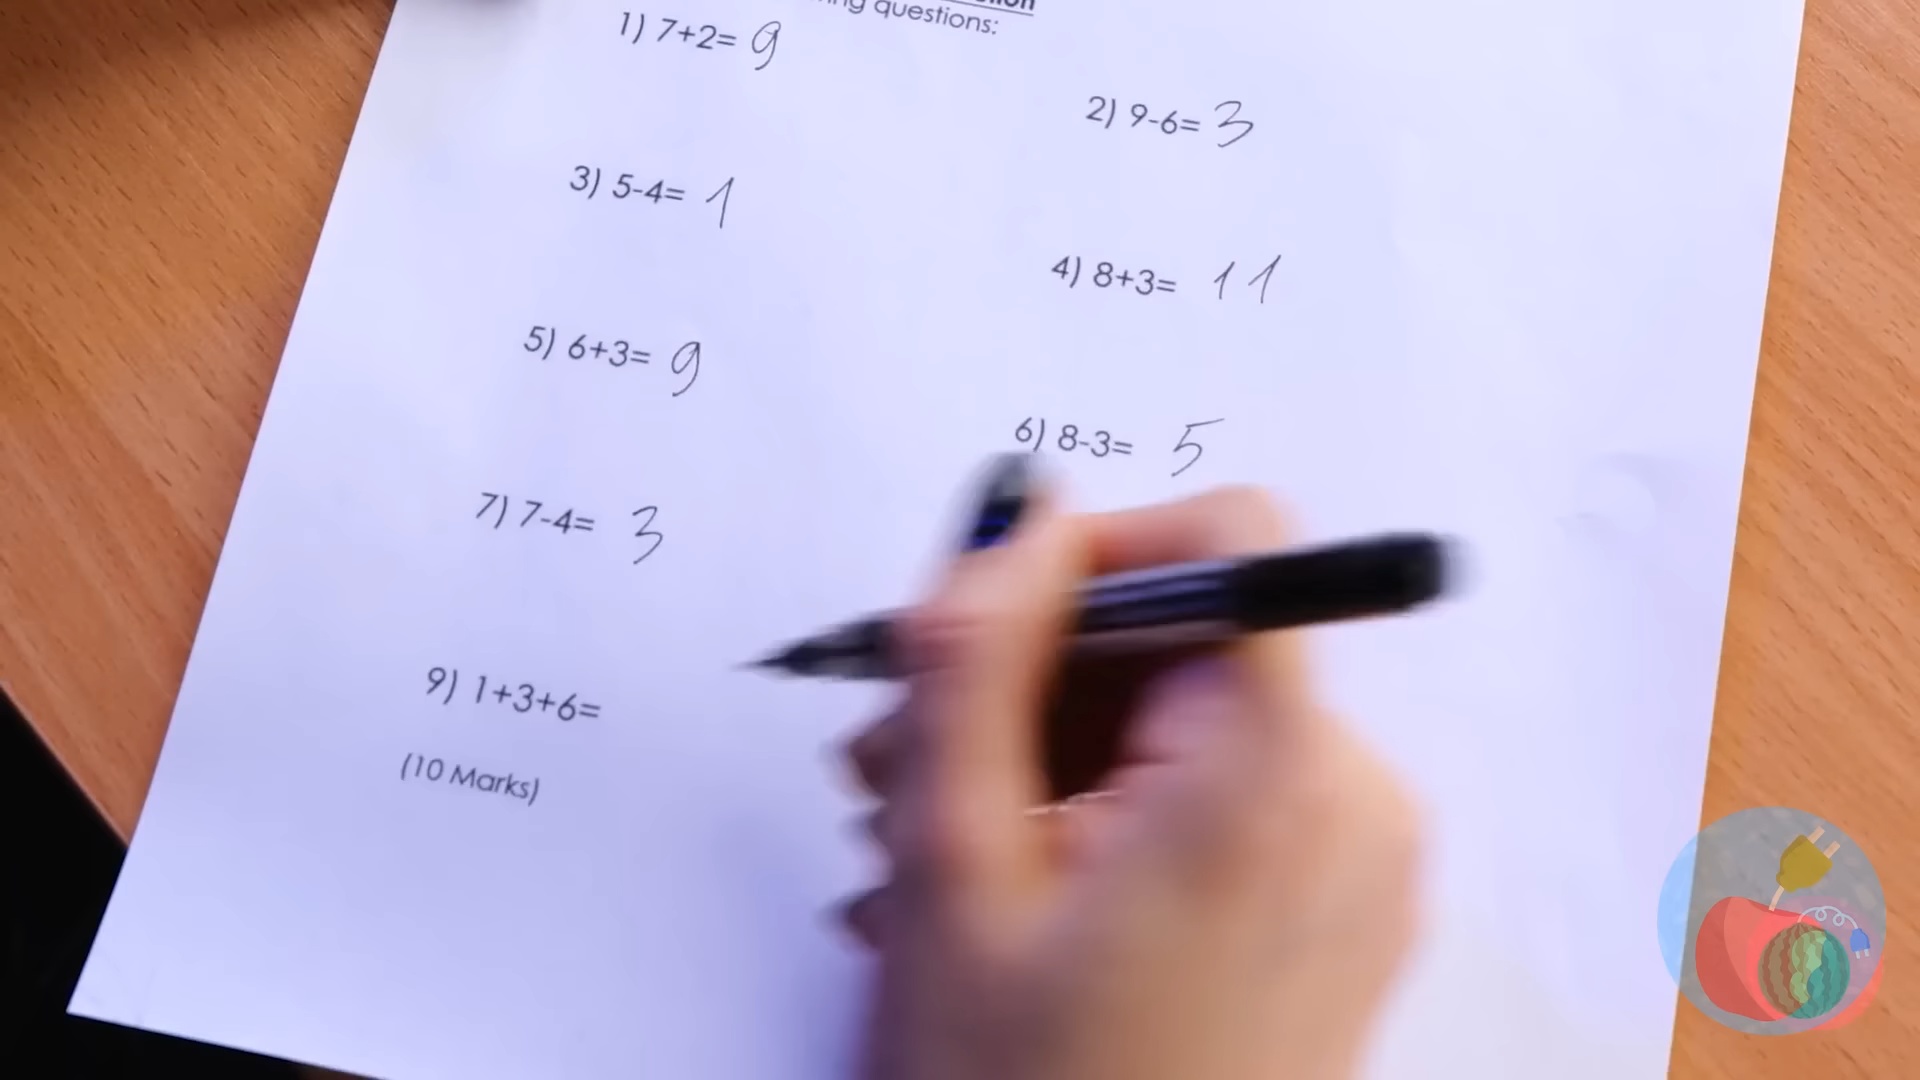 questions:
1) 7+2= 9
2) 9-6= 3
3) 5-4= 1
4) 8+3= 11
5) 6+3= 9
6) 8-3= 5
7) 7-4= 3
9) 1+3+6=
(10 Marks)